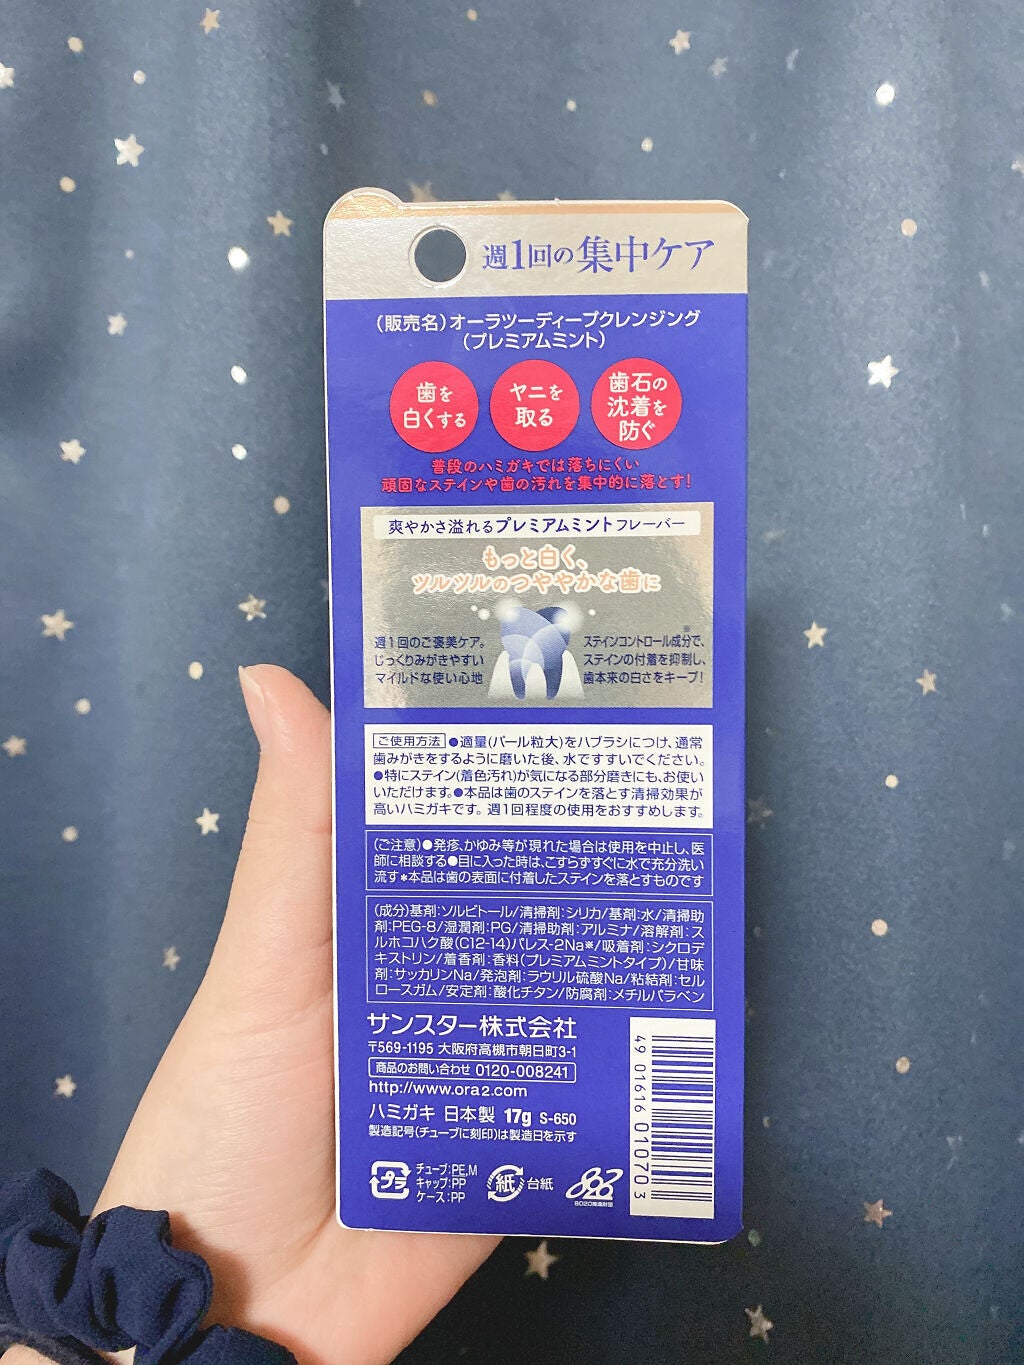 週1回の集中ケア
(販売名)オーラツーディープクレンジング
(プレミアムミント)
歯を
白くする
ヤニを
取る
歯石の
沈着を
防ぐ
普段のハミガキでは落ちにくい
頑固なステインや歯の汚れを集中的に落とす!
爽やかさ溢れるプレミアムミントフレーバー
もっと白く、
ツルツルのつややかな歯に
週1回のご褒美ケア。
じっくりみがきやすい
マイルドな使い心地
※
ステインコントロール成分で、
ステインの付着を抑制し、
歯本来の白さをキープ!
ご使用方法 ●適量(パール粒大)をハブラシにつけ、通常
歯みがきをするように磨いた後、水ですすいでください。
●特にステイン(着色汚れ)が気になる部分磨きにも、お使い
いただけます。●本品は歯のステインを落とす清掃効果が
高いハミガキです。週1回程度の使用をおすすめします。
(ご注意)●発疹、かゆみ等が現れた場合は使用を中止し、医
師に相談する●目に入った時は、こすらずすぐに水で充分洗い
流す*本品は歯の表面に付着したステインを落とすものです
(成分)基剤:ソルビトール/清掃剤:シリカ/基剤:水/清掃助
剤:PEG-8/湿潤剤:PG/清掃助剤:アルミナ/溶解剤:ス
ルホコハク酸(C12-14)パレス-2Na※/吸着剤:シクロデ
キストリン/着香剤:香料(プレミアムミントタイプ)/甘味
剤:サッカリンNa/発泡剤:ラウリル硫酸Na/粘結剤:セル
ロースガム/安定剤:酸化チタン/防腐剤:メチルパラベン
サンスター株式会社
〒569-1195 大阪府高槻市朝日町3-1
商品のお問い合わせ 0120-008241
http://www.ora2.com
ハミガキ 日本製 17g S-650
製造記号(チューブに刻印)は製造日を示す
プラ
チューブ:PE,M
キャップ:PP
ケース:PP
紙 台紙
8020
8020推進財団
49 01616 010703